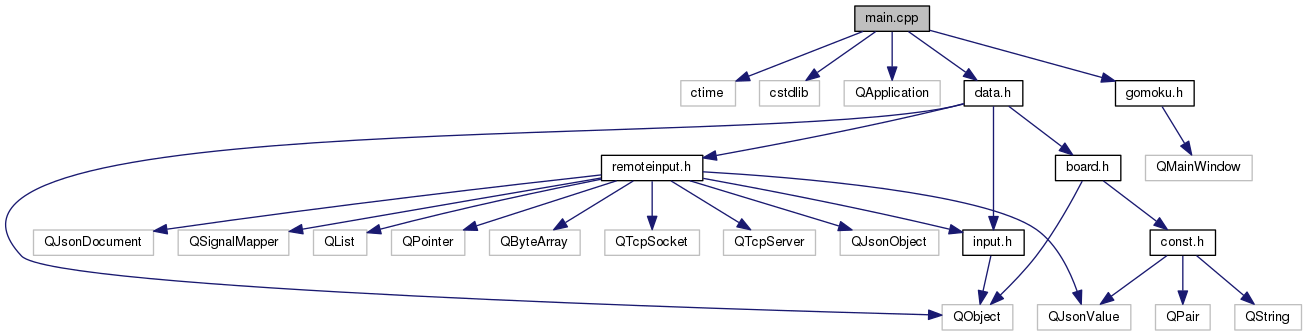 main.cpp
ctime
cstdlib
QApplication
data.h
gomoku.h
remoteinput.h
board.h
QMainWindow
QJsonDocument
QSignalMapper
QList
QPointer
QByteArray
QTcpSocket
QTcpServer
QJsonObject
input.h
const.h
QObject
QJsonValue
QPair
QString